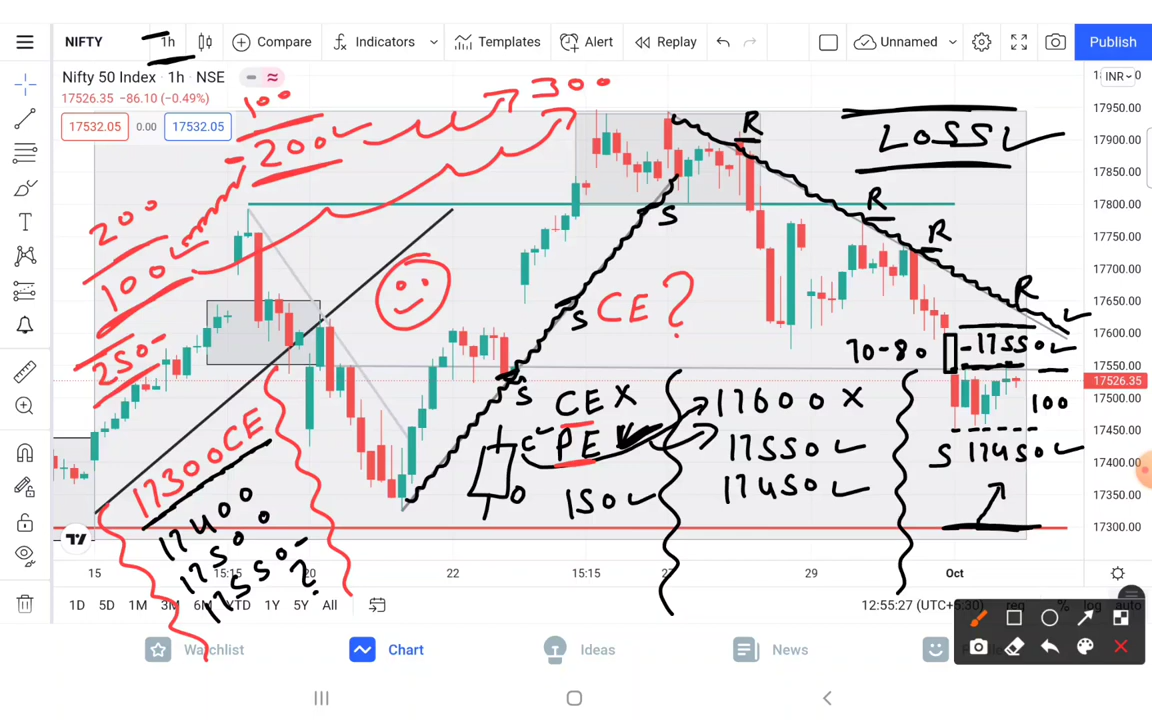 NIFTY 1h Compare Indicators Templates Alert Replay Unnamed Publish
Nifty 50 Index · 1h · NSE
17526.35 −86.10 (−0.49%)
17532.05 0.00 17532.05
INR
17950.00
17900.00
17850.00
17800.00
17750.00
17700.00
17650.00
17600.00
17550.00
17526.35
17500.00
17450.00
17400.00
17350.00
17300.00
100
200
300
200
100
250
R
R
R
R
LOSSL
S
S
S
CE?
70-80
17550
100
S 17450
CE X
PE
150
C
O
17600 X
17550
17450
17300CE
17400
1750
17550
?
15 15:15 20 22 15:15 29 Oct
1D 5D 1M 3M 6M YTD 1Y 5Y All
12:55:27 (UTC+5:30) % log auto
Watchlist Chart Ideas News